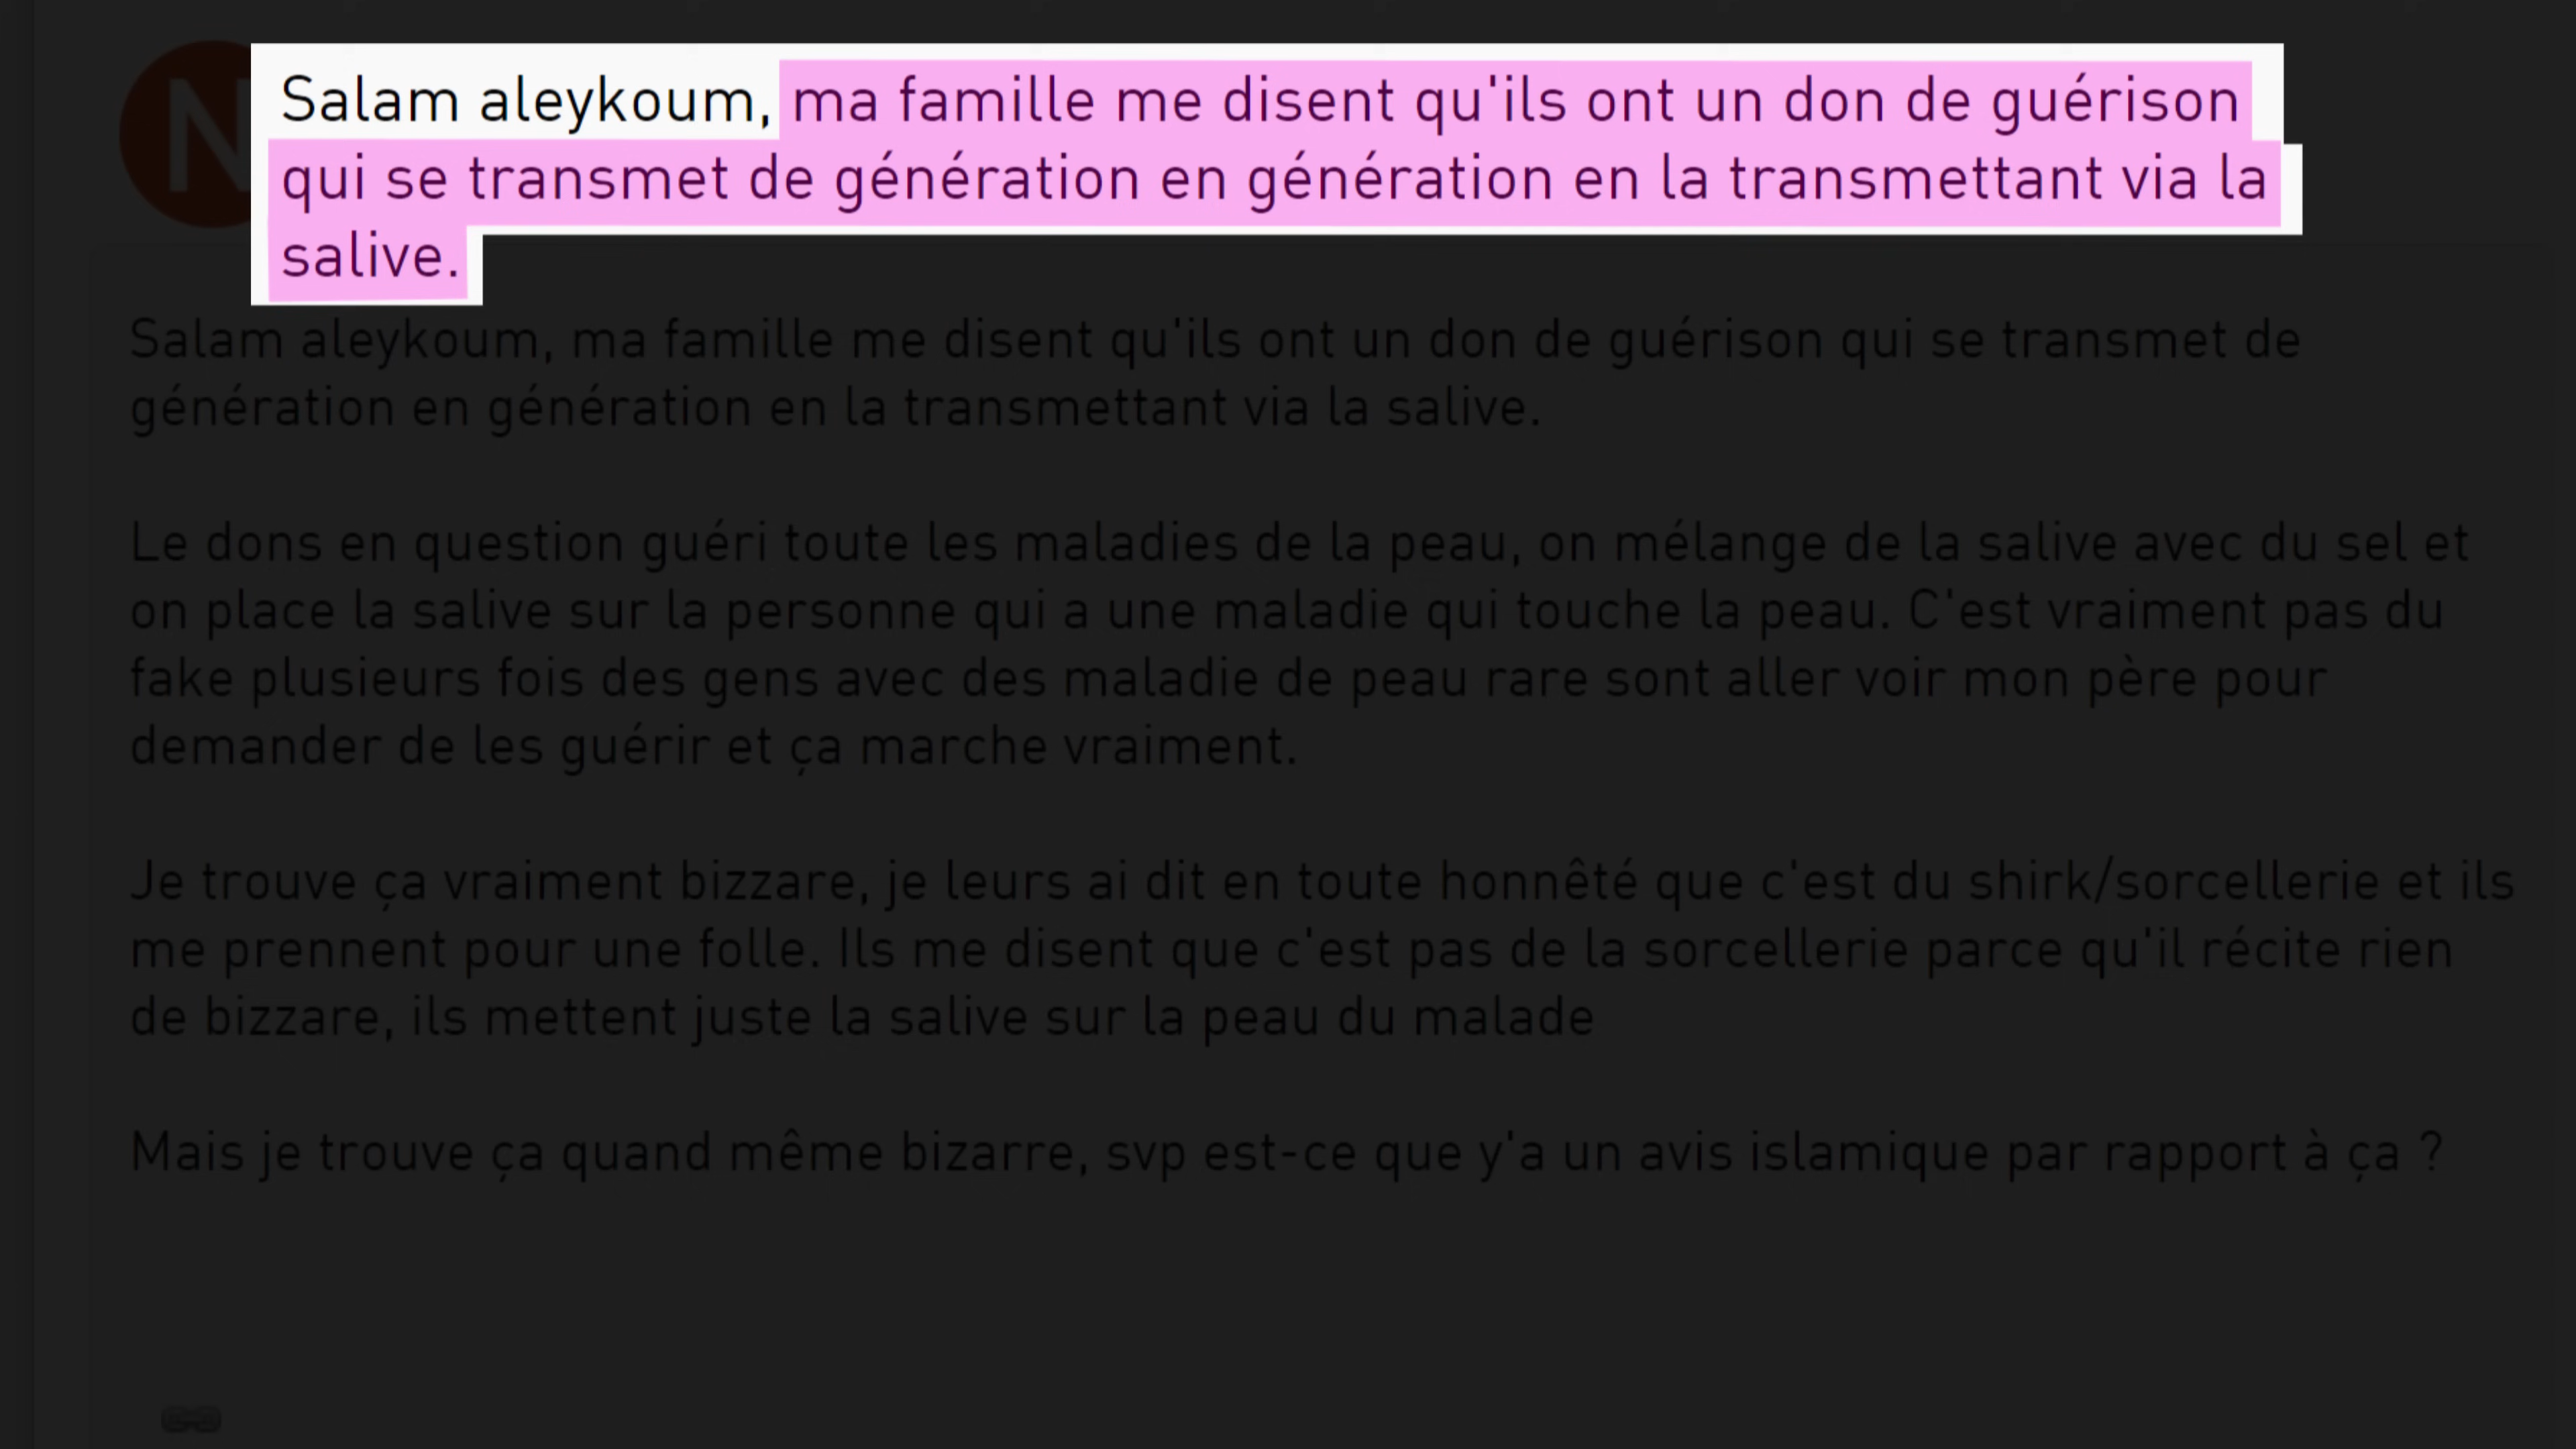 N
Salam aleykoum, ma famille me disent qu'ils ont un don de guérison
qui se transmet de génération en génération en la transmettant via la
salive.
Salam aleykoum, ma famille me disent qu'ils ont un don de guérison qui se transmet de
génération en génération en la transmettant via la salive.
Le dons en question guéri toute les maladies de la peau, on mélange de la salive avec du sel et
on place la salive sur la personne qui a une maladie qui touche la peau. C'est vraiment pas du
fake plusieurs fois des gens avec des maladie de peau rare sont aller voir mon père pour
demander de les guérir et ça marche vraiment.
Je trouve ça vraiment bizzare, je leurs ai dit en toute honnêté que c'est du shirk/sorcellerie et ils
me prennent pour une folle. Ils me disent que c'est pas de la sorcellerie parce qu'il récite rien
de bizzare, ils mettent juste la salive sur la peau du malade
Mais je trouve ça quand même bizarre, svp est-ce que y'a un avis islamique par rapport à ça ?